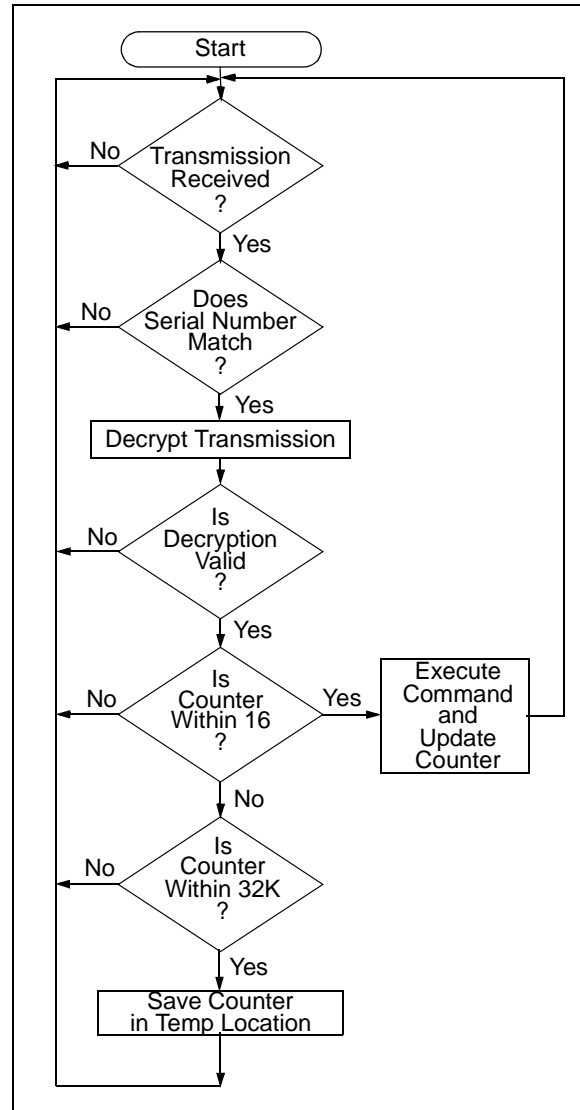 Start
No
Transmission
Received
?
Yes
Does
Serial Number
Match
?
No
Yes
Decrypt Transmission
Is
Decryption
Valid
?
No
Yes
Is
Counter
Within 16
?
No
Yes
Execute
Command
and
Update
Counter
No
Is
Counter
Within 32K
?
No
Yes
Save Counter
in Temp Location